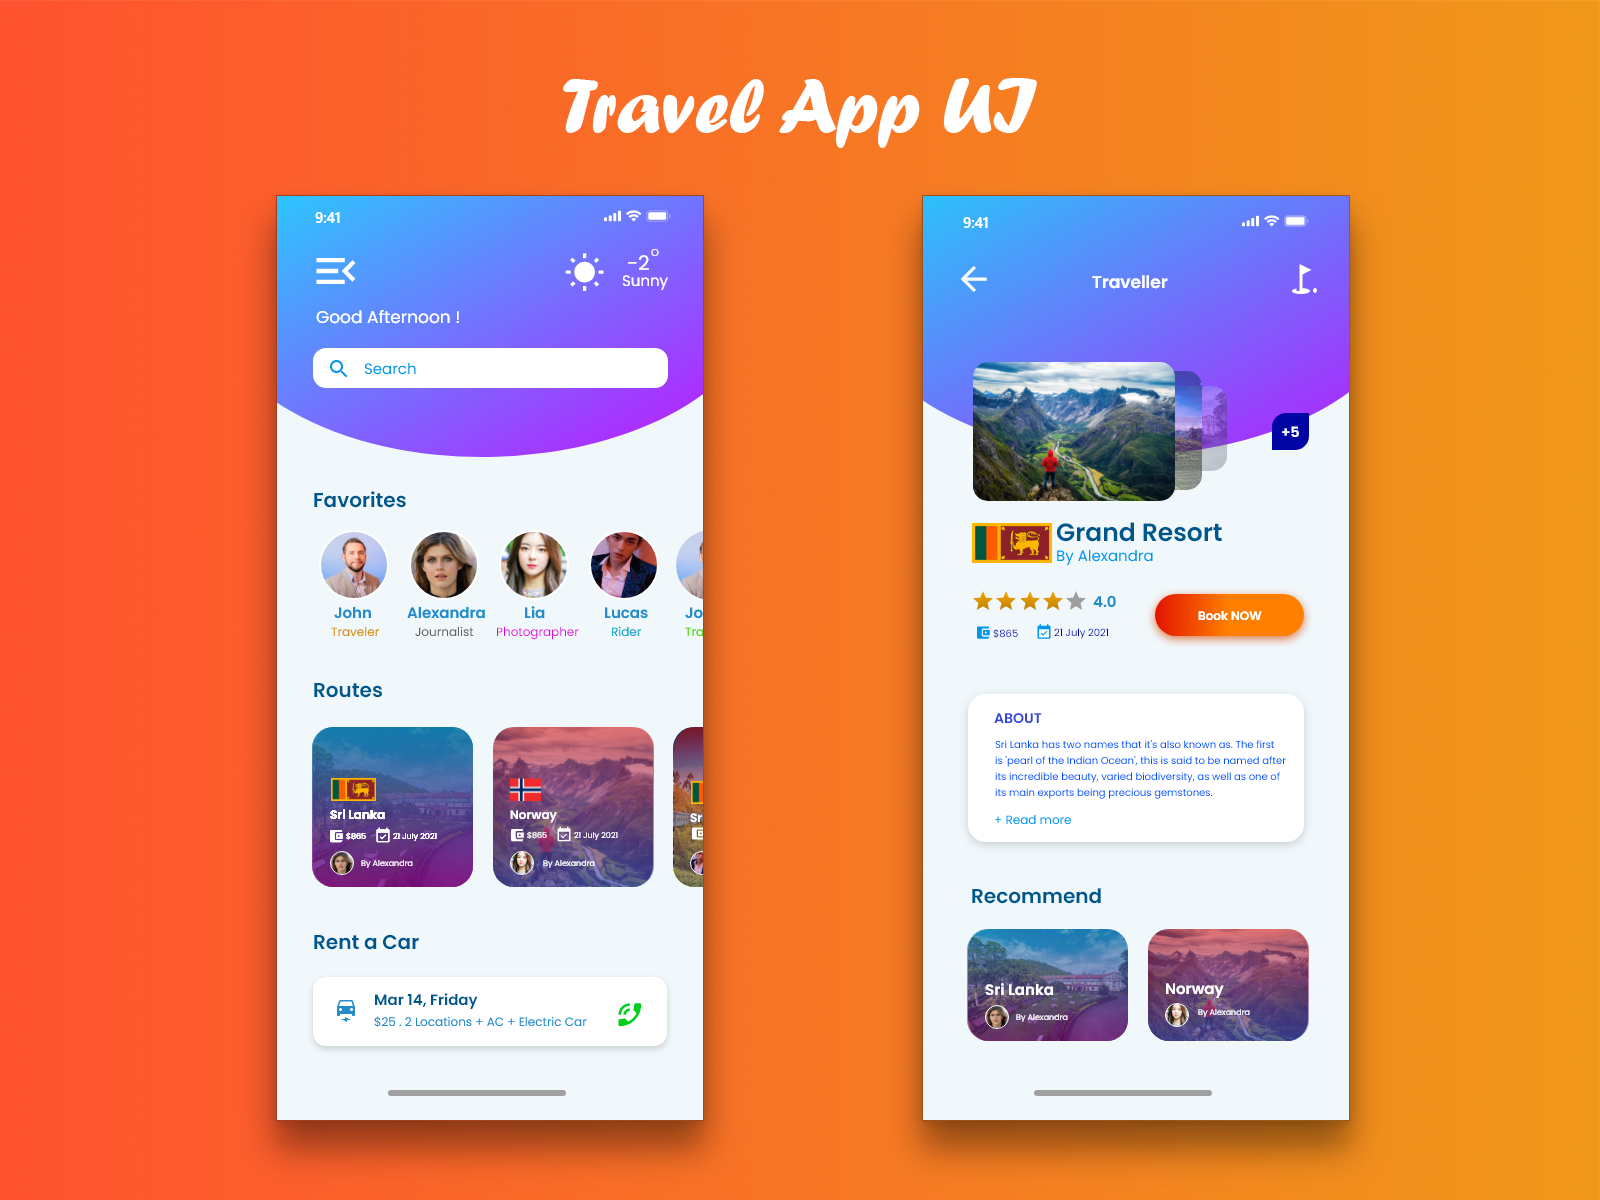 Travel App UI
9:41
-2°
Sunny
Good Afternoon !
Search
Favorites
John
Traveler
Alexandra
Journalist
Lia
Photographer
Lucas
Rider
Jo
Tra
Routes
Sri Lanka
$865 21 July 2021
By Alexandra
Norway
$865 21 July 2021
By Alexandra
Sr
Rent a Car
Mar 14, Friday
$25 . 2 Locations + AC + Electric Car
9:41
Traveller
+5
Grand Resort
By Alexandra
4.0
$865 21 July 2021
Book NOW
ABOUT
Sri Lanka has two names that it's also known as. The first
is 'pearl of the Indian Ocean', this is said to be named after
its incredible beauty, varied biodiversity, as well as one of
its main exports being precious gemstones.
+ Read more
Recommend
Sri Lanka
By Alexandra
Norway
By Alexandra